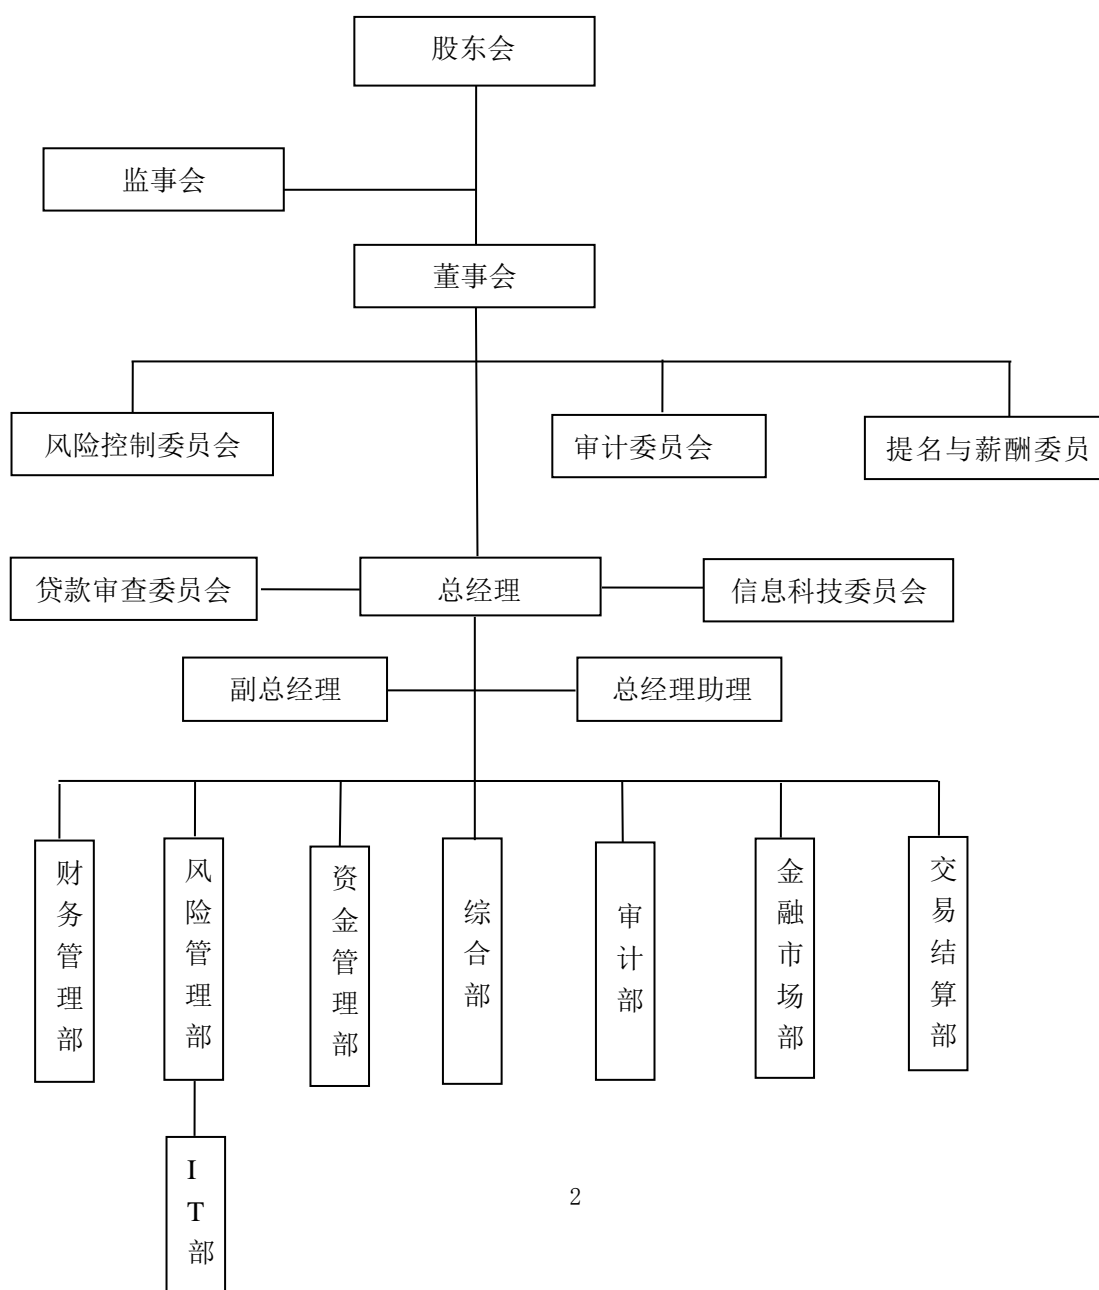 股东会
监事会
董事会
风险控制委员会
审计委员会
提名与薪酬委员
贷款审查委员会
总经理
信息科技委员会
副总经理
总经理助理
财务管理部
风险管理部
资金管理部
综合部
审计部
金融市场部
交易结算部
IT部
2